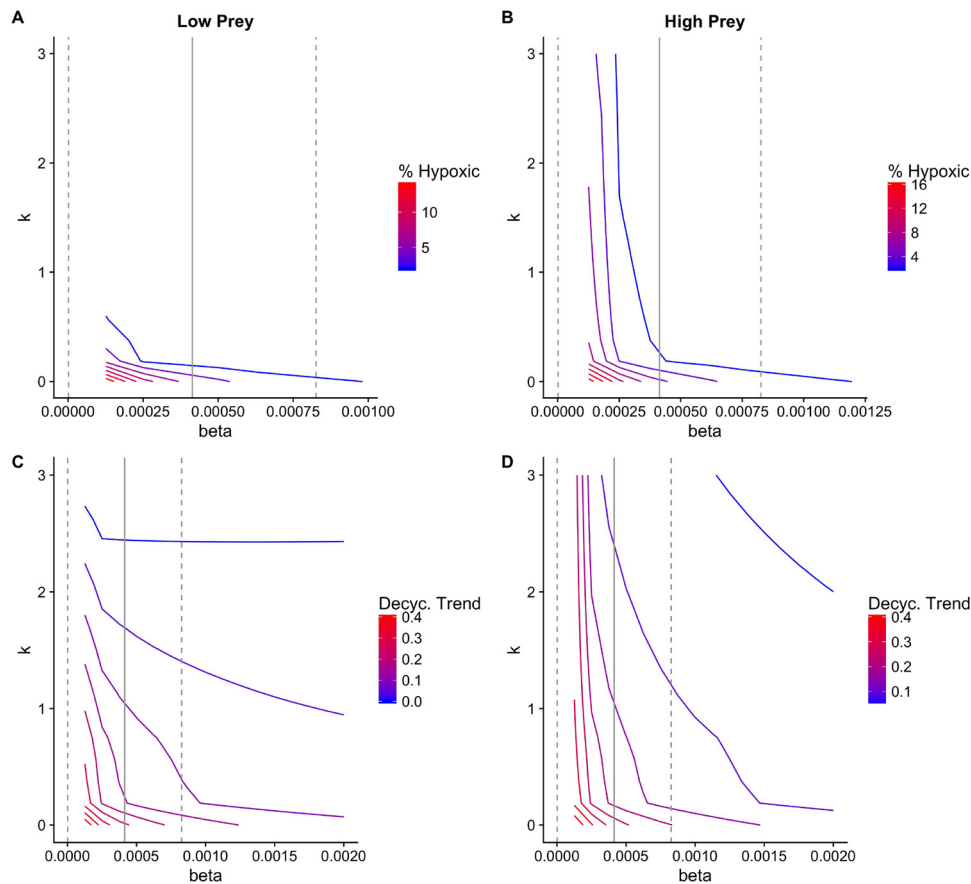 A
Low Prey
3
2
1
0
k
0.00000
0.00025
0.00050
0.00075
0.00100
beta
% Hypoxic
10
5
B
High Prey
3
2
1
0
k
0.00000
0.00025
0.00050
0.00075
0.00100
0.00125
beta
% Hypoxic
16
12
8
4
C
3
2
1
0
k
0.0000
0.0005
0.0010
0.0015
0.0020
beta
Decyc. Trend
0.4
0.3
0.2
0.1
0.0
D
3
2
1
0
k
0.0000
0.0005
0.0010
0.0015
0.0020
beta
Decyc. Trend
0.4
0.3
0.2
0.1